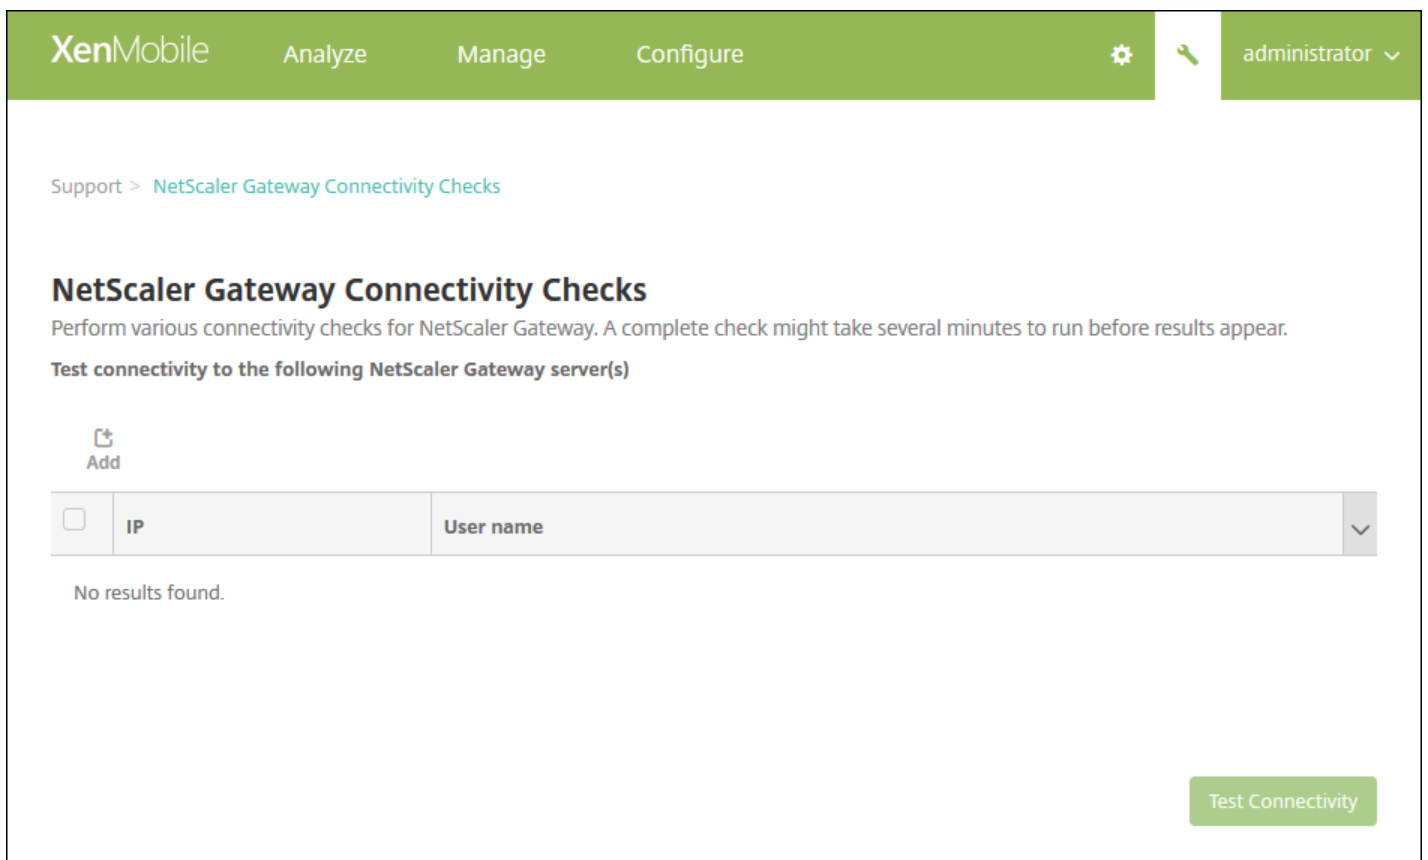 XenMobile Analyze Manage Configure administrator
Support > NetScaler Gateway Connectivity Checks
NetScaler Gateway Connectivity Checks
Perform various connectivity checks for NetScaler Gateway. A complete check might take several minutes to run before results appear.
Test connectivity to the following NetScaler Gateway server(s)
Add
IP User name
No results found.
Test Connectivity